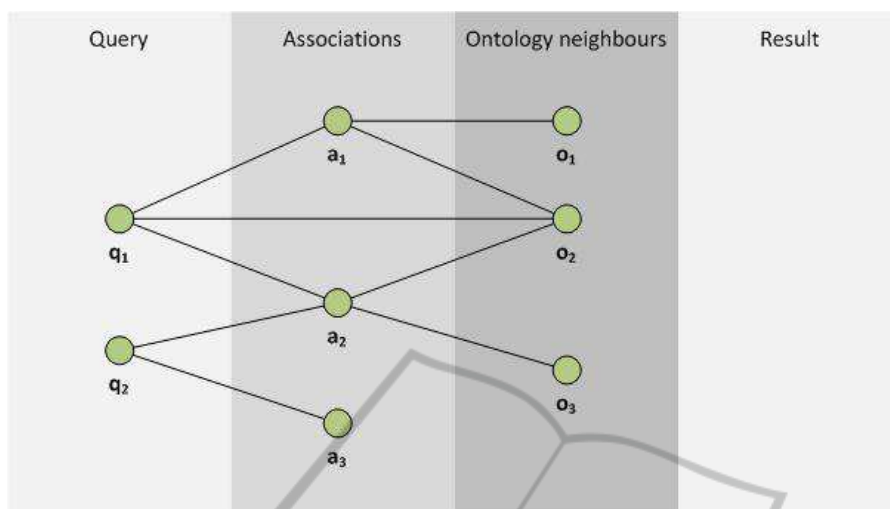 Query Associations Ontology neighbours Result
a₁ o₁
q₁ o₂
a₂
q₂ o₃
a₃